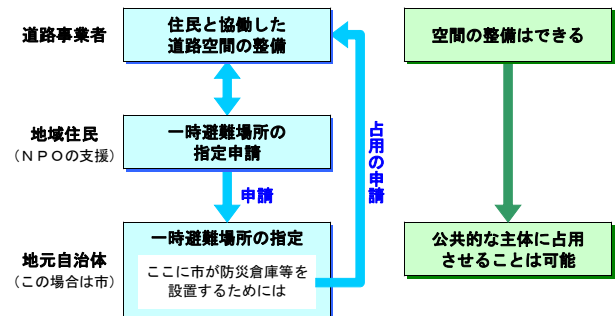 道路事業者
住民と協働した
道路空間の整備
空間の整備はできる
地域住民
(ＮＰＯの支援)
一時避難場所の
指定申請
占用の申請
申請
地元自治体
(この場合は市)
一時避難場所の指定
ここに市が防災倉庫等を
設置するためには
公共的な主体に占用
させることは可能